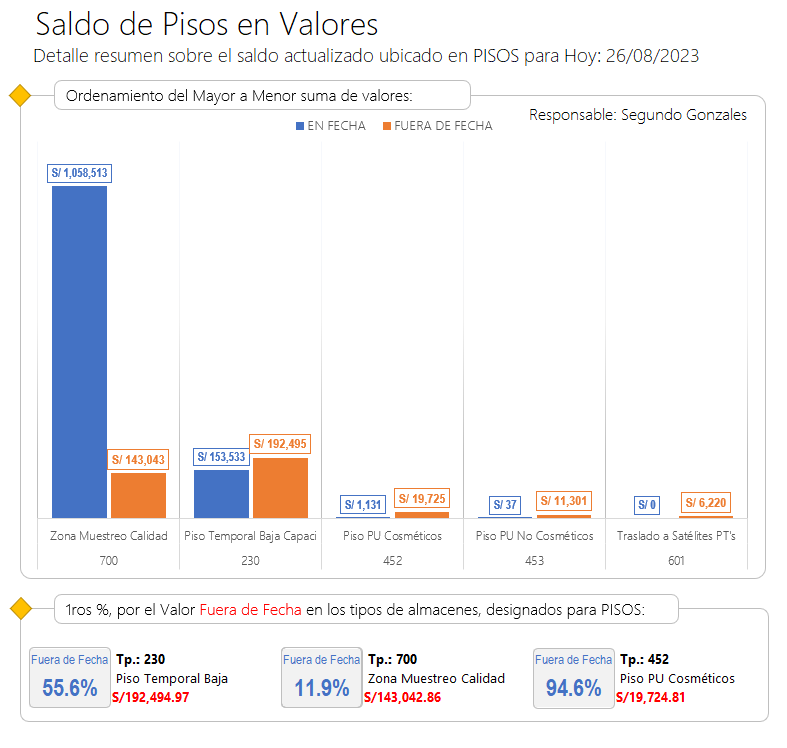 Saldo de Pisos en Valores
Detalle resumen sobre el saldo actualizado ubicado en PISOS para Hoy: 26/08/2023
Ordenamiento del Mayor a Menor suma de valores:
Responsable: Segundo Gonzales
EN FECHA FUERA DE FECHA
S/ 1,058,513
S/ 143,043
S/ 153,533
S/ 192,495
S/ 1,131
S/ 19,725
S/ 37
S/ 11,301
S/ 0
S/ 6,220
Zona Muestreo Calidad Piso Temporal Baja Capaci Piso PU Cosméticos Piso PU No Cosméticos Traslado a Satélites PT's
700 230 452 453 601
1ros %, por el Valor Fuera de Fecha en los tipos de almacenes, designados para PISOS:
Fuera de Fecha
55.6%
Tp.: 230
Piso Temporal Baja
S/192,494.97
Fuera de Fecha
11.9%
Tp.: 700
Zona Muestreo Calidad
S/143,042.86
Fuera de Fecha
94.6%
Tp.: 452
Piso PU Cosméticos
S/19,724.81